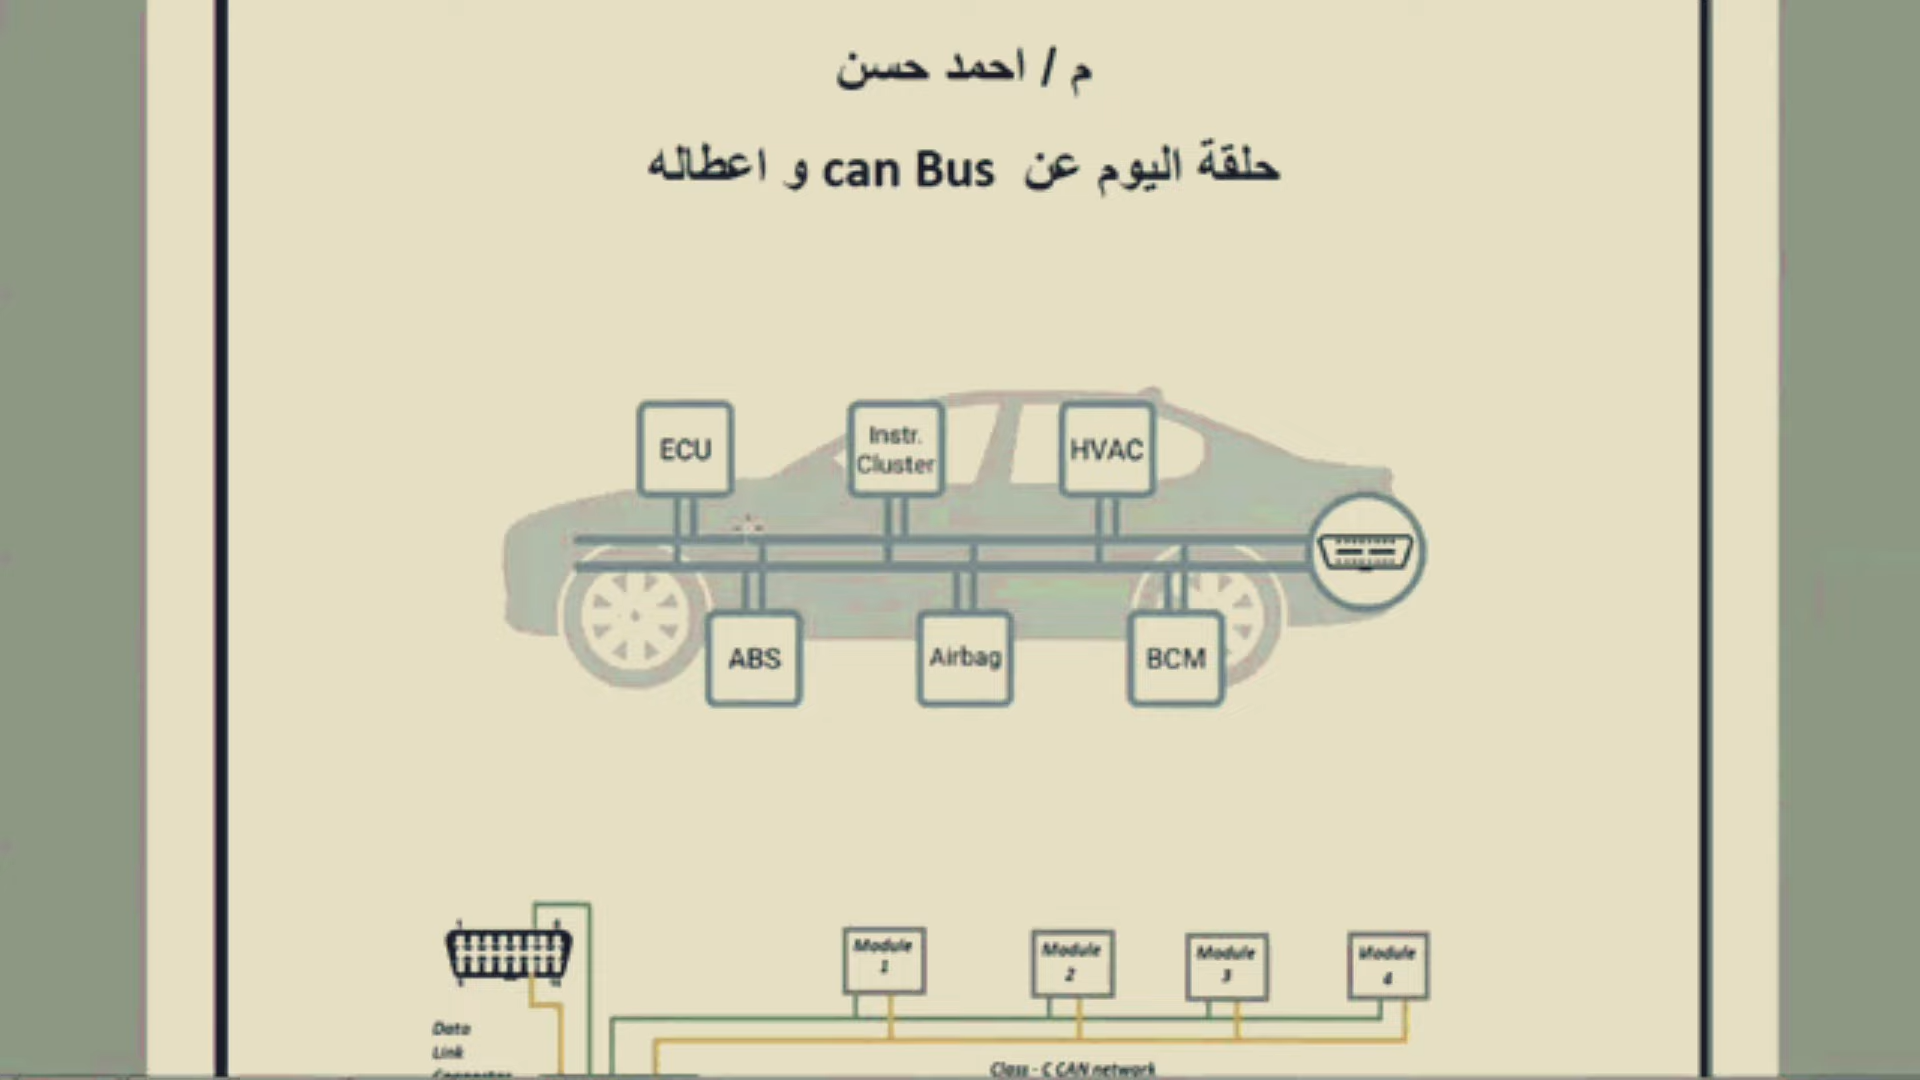 م / احمد حسن
حلقة اليوم عن can Bus و اعطاله
ECU
Instr.
Cluster
HVAC
ABS
Airbag
BCM
Module
1
Module
2
Module
3
Module
4
Data
Link
Connector
Class - C CAN network